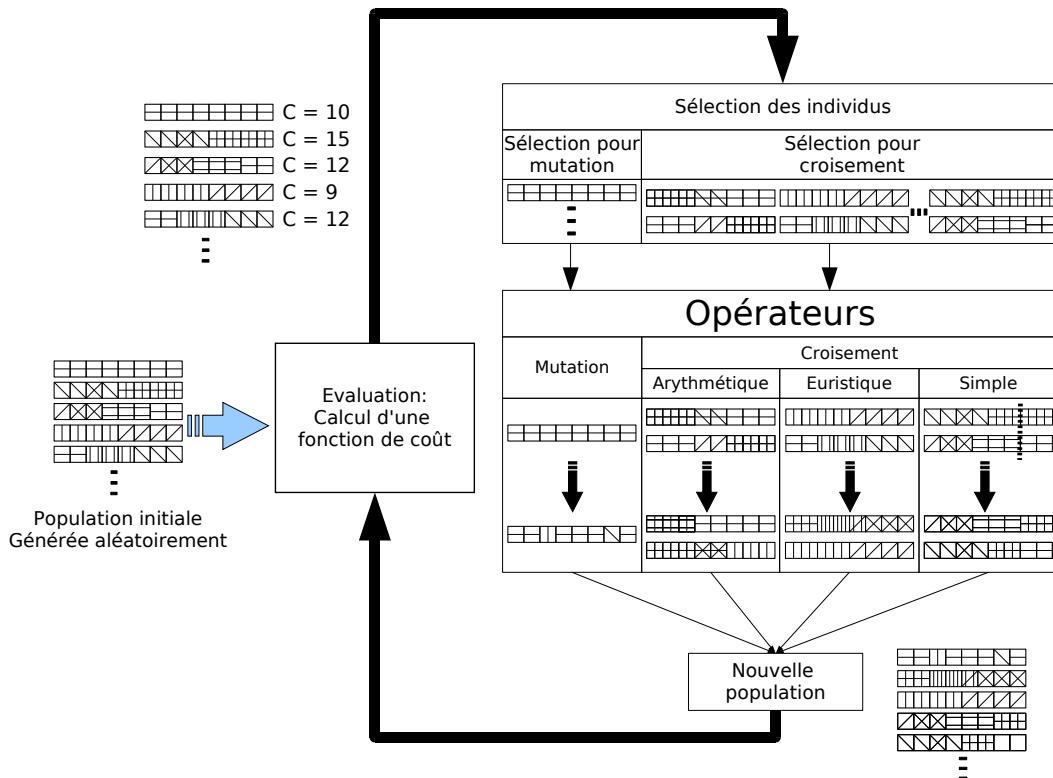 C = 10
C = 15
C = 12
C = 9
C = 12
Sélection des individus
Sélection pour
mutation
Sélection pour
croisement
Opérateurs
Mutation
Croisement
Arythmétique
Euristique
Simple
Evaluation:
Calcul d'une
fonction de coût
Population initiale
Générée aléatoirement
Nouvelle
population